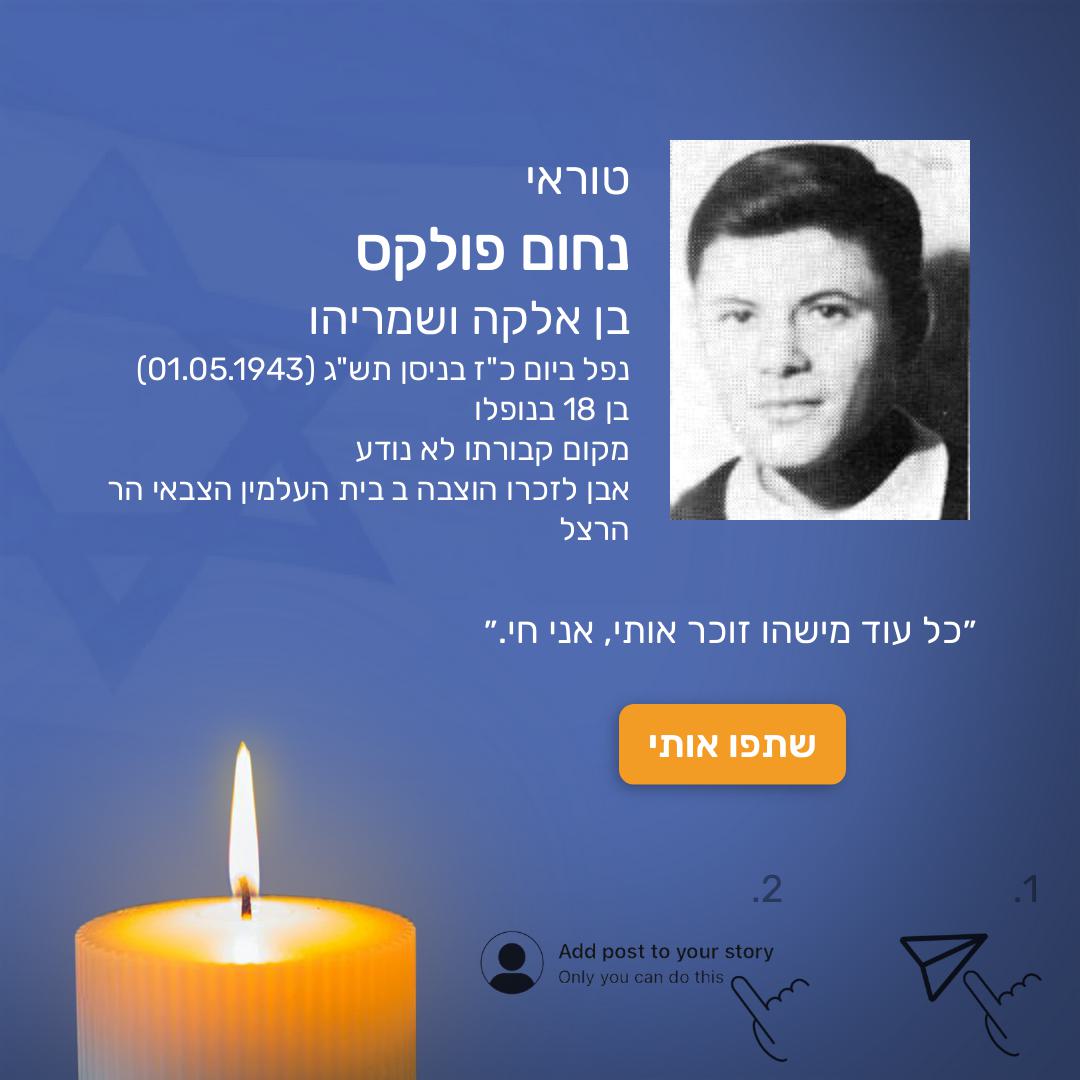 טוראי
נחום פולקס
בן אלקה ושמריהו
נפל ביום כ"ז בניסן תש"ג (01.05.1943)
בן 18 בנופלו
מקום קבורתו לא נודע
אבן לזכרו הוצבה ב בית העלמין הצבאי הר
הרצל
״כל עוד מישהו זוכר אותי, אני חי.״
שתפו אותי
1.
2.
Add post to your story
Only you can do this